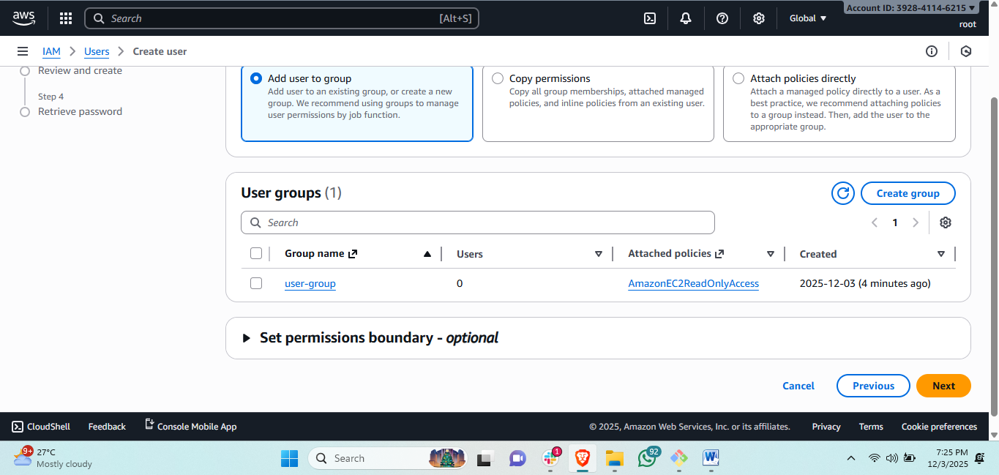 aws
Search
[Alt+S]
Global
Account ID: 3928-4114-6215
root
IAM
Users
Create user
Review and create
Step 4
Retrieve password
Add user to group
Add user to an existing group, or create a new
group. We recommend using groups to manage
user permissions by job function.
Copy permissions
Copy all group memberships, attached managed
policies, and inline policies from an existing user.
Attach policies directly
Attach a managed policy directly to a user. As a
best practice, we recommend attaching policies
to a group instead. Then, add the user to the
appropriate group.
User groups (1)
Create group
Search
1
Group name
Users
Attached policies
Created
user-group
0
AmazonEC2ReadOnlyAccess
2025-12-03 (4 minutes ago)
Set permissions boundary - optional
Cancel
Previous
Next
CloudShell
Feedback
Console Mobile App
© 2025, Amazon Web Services, Inc. or its affiliates.
Privacy
Terms
Cookie preferences
9+
27°C
Mostly cloudy
Search
1
92
W
7:25 PM
12/3/2025